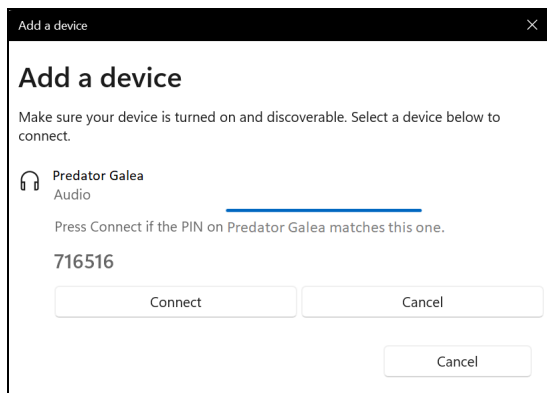 Add a device
Add a device
Make sure your device is turned on and discoverable. Select a device below to
connect.
Predator Galea
Audio
Press Connect if the PIN on Predator Galea matches this one.
716516
Connect Cancel
Cancel